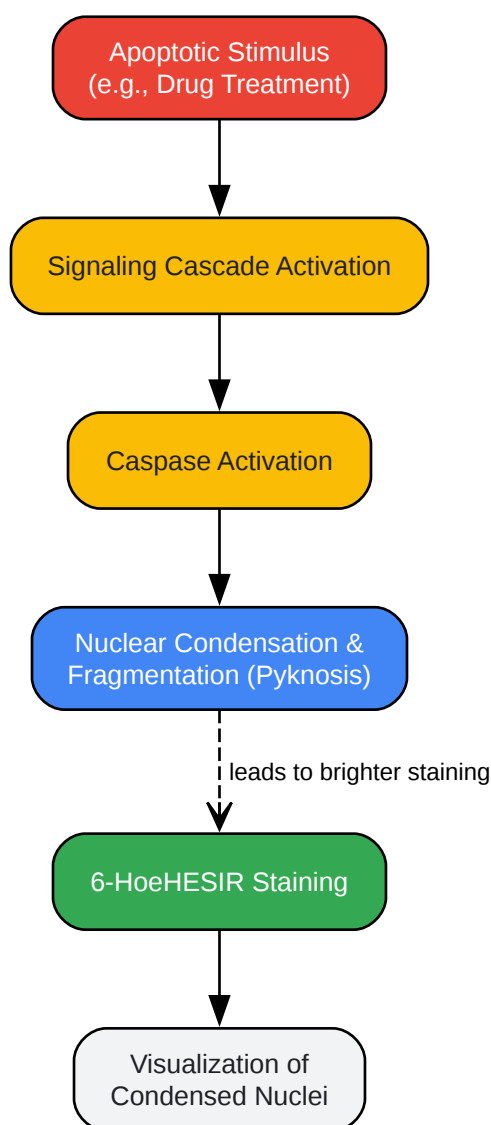 Apoptotic Stimulus
(e.g., Drug Treatment)
Signaling Cascade Activation
Caspase Activation
Nuclear Condensation &
Fragmentation (Pyknosis)
leads to brighter staining
6-HoeHESIR Staining
Visualization of
Condensed Nuclei